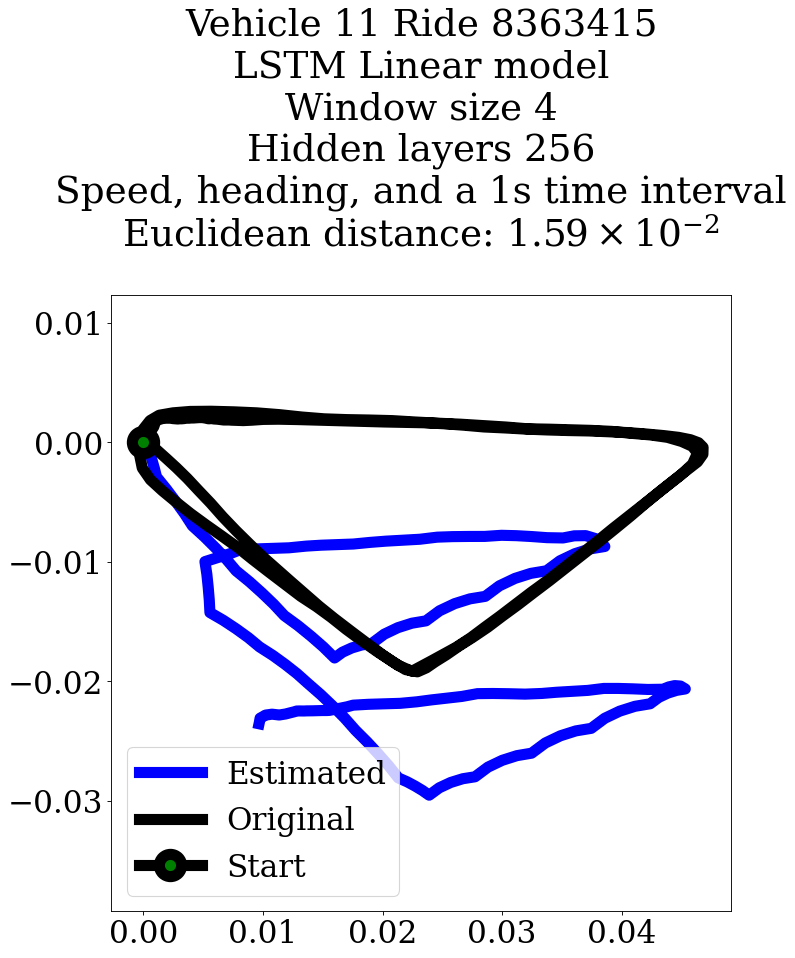 Vehicle 11 Ride 8363415
LSTM Linear model
Window size 4
Hidden layers 256
Speed, heading, and a 1s time interval
Euclidean distance: 1.59 × 10⁻²
0.01
0.00
−0.01
−0.02
−0.03
Estimated
Original
Start
0.00 0.01 0.02 0.03 0.04